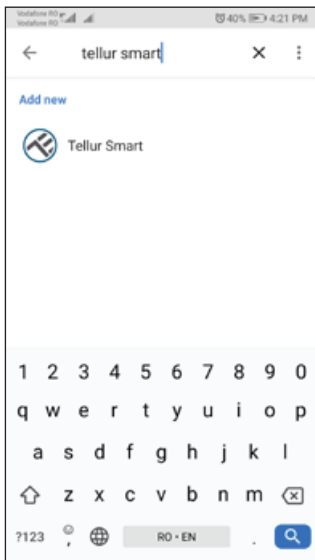 Vodafone RO
Vodafone RO
40% 4:21 PM
tellur smart
Add new
Tellur Smart
1 2 3 4 5 6 7 8 9 0
q w e r t y u i o p
a s d f g h j k l
z x c v b n m
?123 , RO • EN .